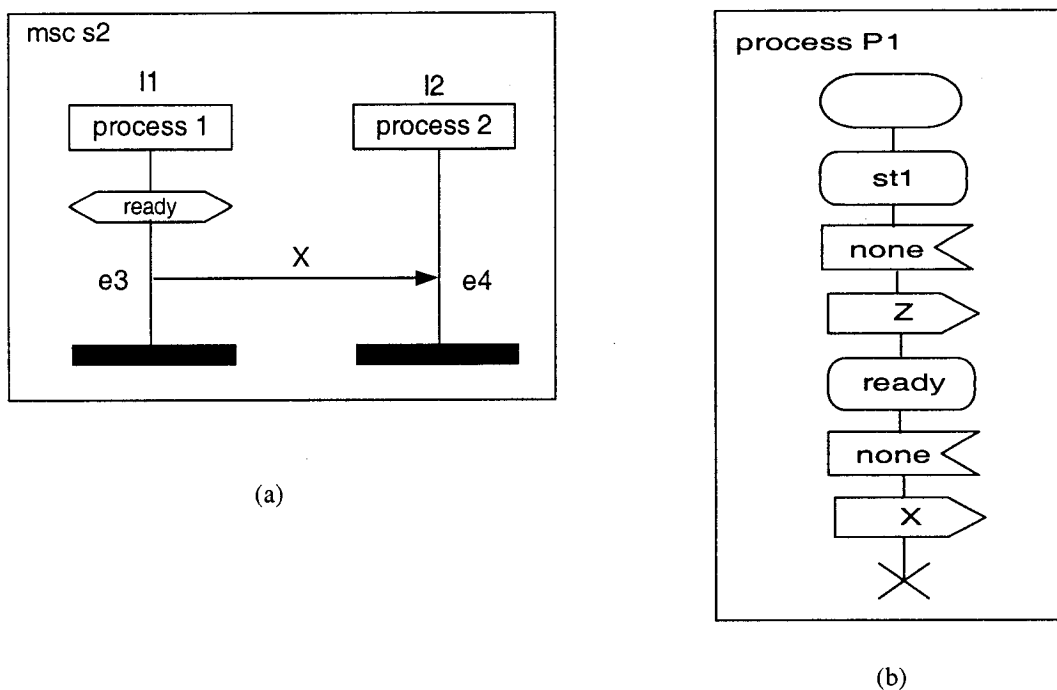 msc s2
I1
I2
process 1
process 2
ready
X
e3
e4
(a)
process P1
st1
none
Z
ready
none
X
(b)